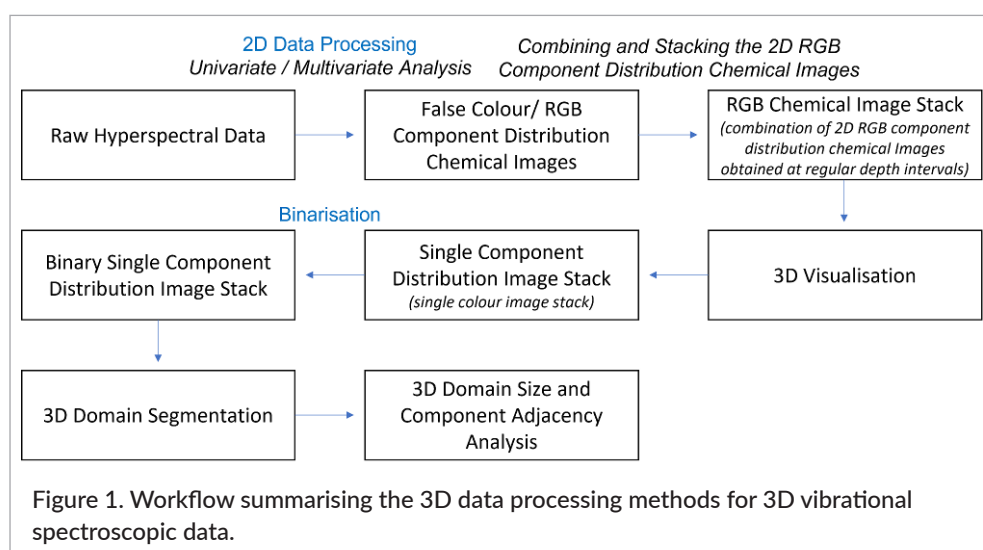 2D Data Processing
Univariate / Multivariate Analysis
Combining and Stacking the 2D RGB
Component Distribution Chemical Images
Raw Hyperspectral Data
False Colour/ RGB
Component Distribution
Chemical Images
RGB Chemical Image Stack
(combination of 2D RGB component
distribution chemical Images
obtained at regular depth intervals)
Binarisation
Binary Single Component
Distribution Image Stack
Single Component
Distribution Image Stack
(single colour image stack)
3D Visualisation
3D Domain Segmentation
3D Domain Size and
Component Adjacency
Analysis
Figure 1. Workflow summarising the 3D data processing methods for 3D vibrational
spectroscopic data.